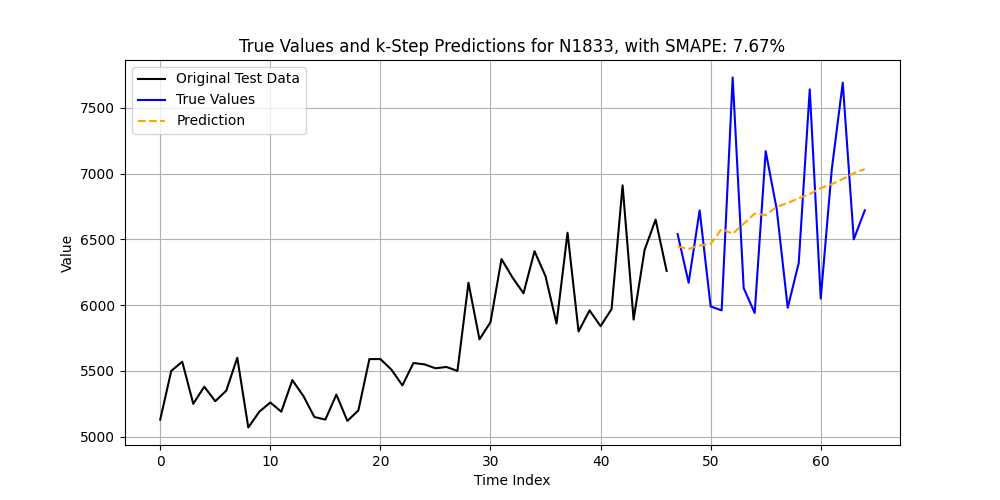 True Values and k-Step Predictions for N1833, with SMAPE: 7.67%
Original Test Data
True Values
Prediction
7500
7000
6500
6000
5500
5000
Value
0 10 20 30 40 50 60
Time Index